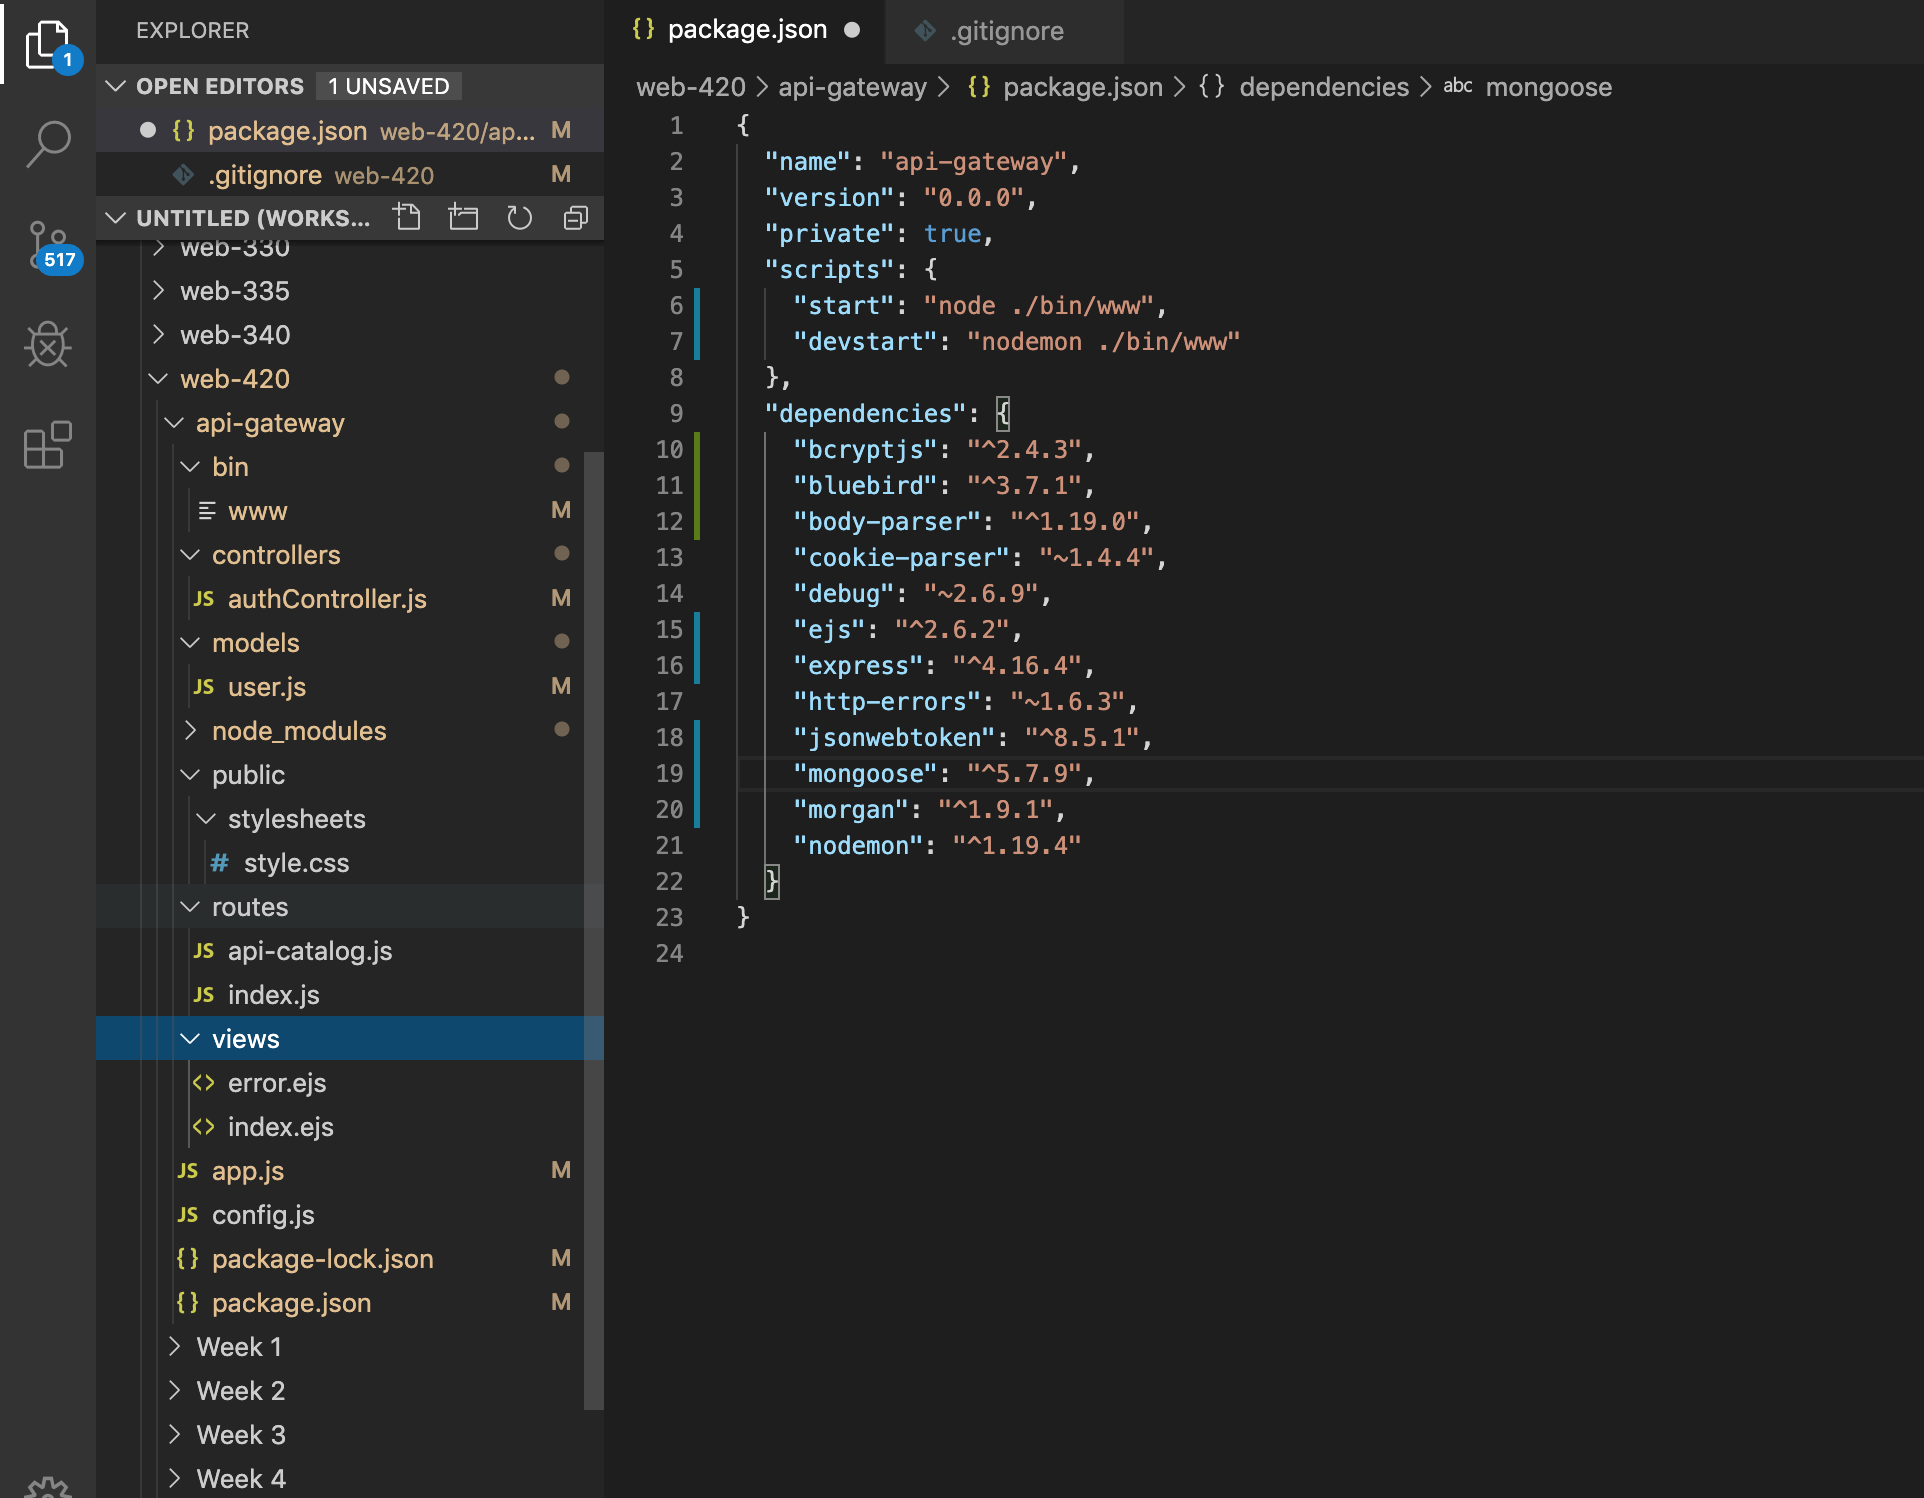 EXPLORER
OPEN EDITORS 1 UNSAVED
package.json web-420/ap... M
.gitignore web-420 M
UNTITLED (WORKS...
web-330
web-335
web-340
web-420
api-gateway
bin
www M
controllers
JS authController.js M
models
JS user.js M
node_modules
public
stylesheets
# style.css
routes
JS api-catalog.js
JS index.js
views
<> error.ejs
<> index.ejs
JS app.js M
JS config.js
{} package-lock.json M
{} package.json M
Week 1
Week 2
Week 3
Week 4
1
517
{} package.json
.gitignore
web-420 > api-gateway > {} package.json > {} dependencies > abc mongoose
1 {
2 "name": "api-gateway",
3 "version": "0.0.0",
4 "private": true,
5 "scripts": {
6 "start": "node ./bin/www",
7 "devstart": "nodemon ./bin/www"
8 },
9 "dependencies": {
10 "bcryptjs": "^2.4.3",
11 "bluebird": "^3.7.1",
12 "body-parser": "^1.19.0",
13 "cookie-parser": "~1.4.4",
14 "debug": "~2.6.9",
15 "ejs": "^2.6.2",
16 "express": "^4.16.4",
17 "http-errors": "~1.6.3",
18 "jsonwebtoken": "^8.5.1",
19 "mongoose": "^5.7.9",
20 "morgan": "^1.9.1",
21 "nodemon": "^1.19.4"
22 }
23 }
24